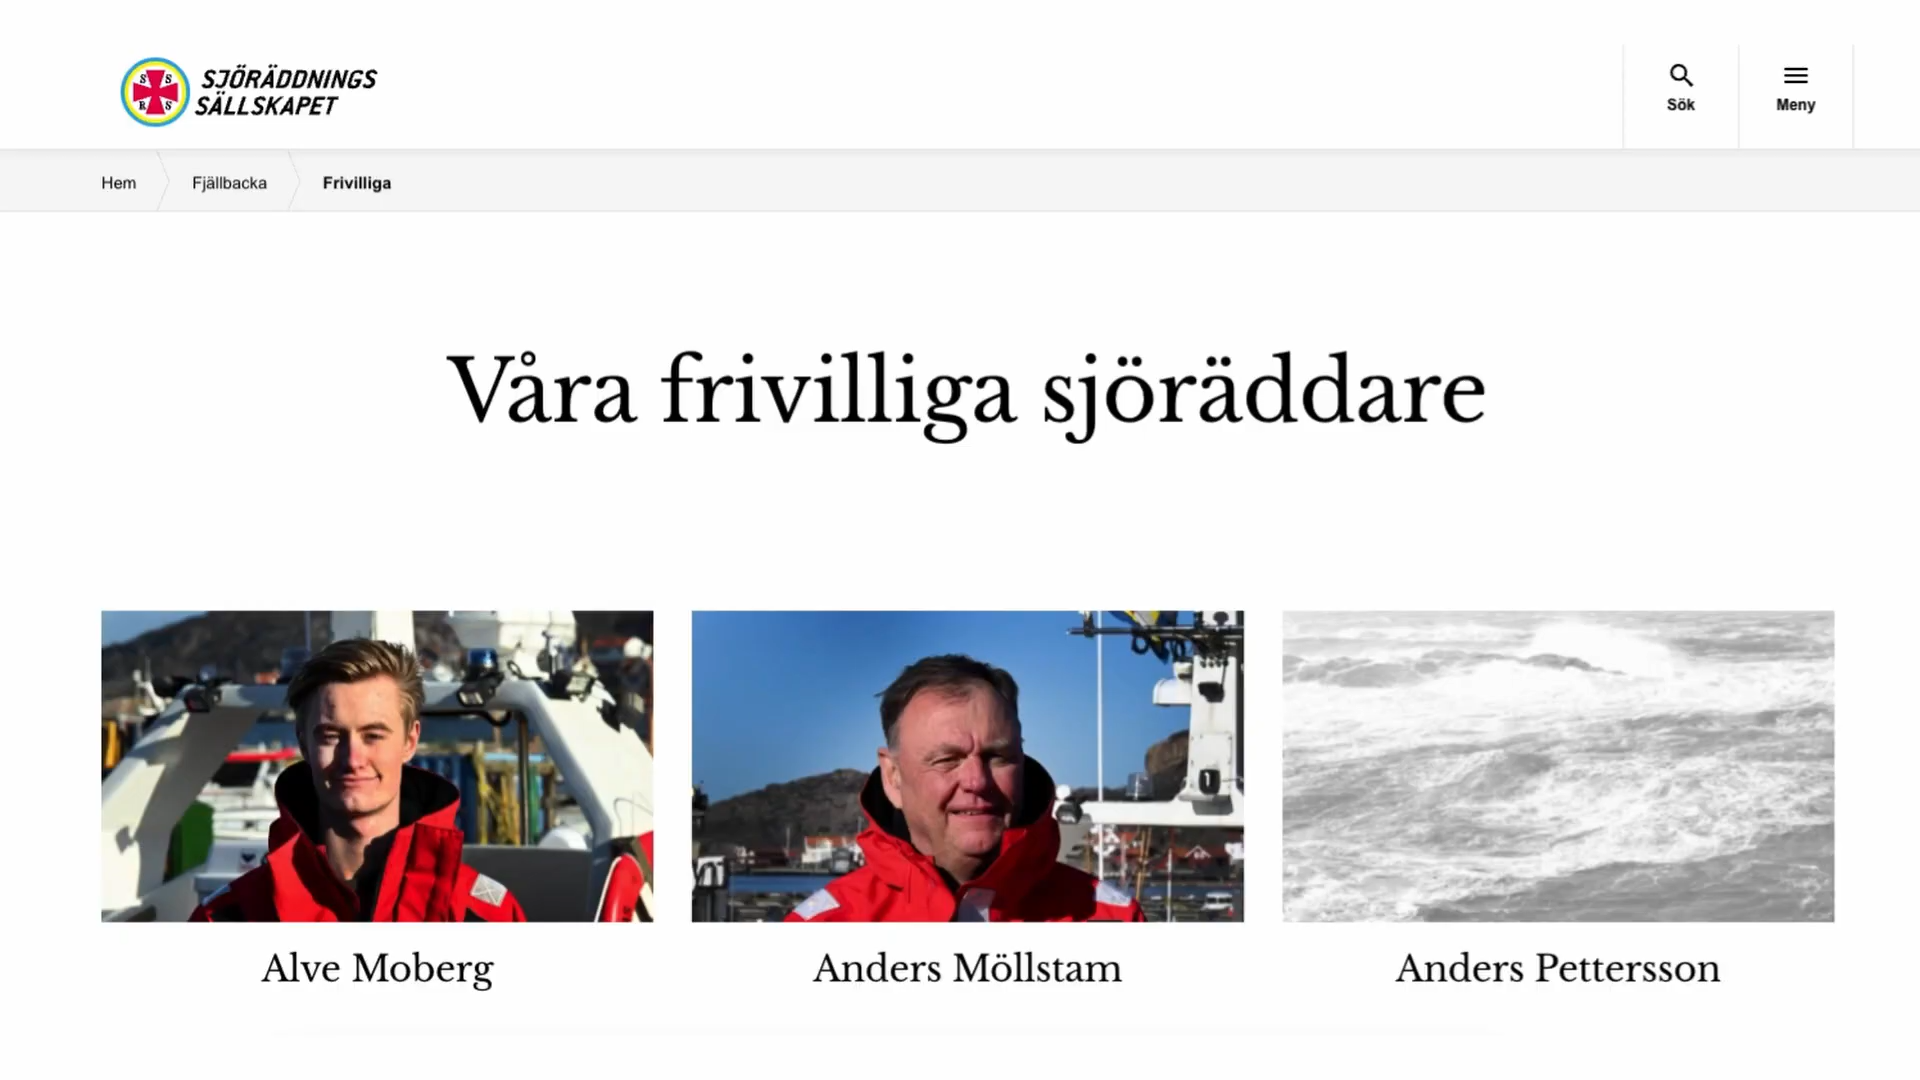 SJÖRÄDDNINGS
SÄLLSKAPET
Sök
Meny
Hem
Fjällbacka
Frivilliga
Våra frivilliga sjöräddare
Alve Moberg
Anders Möllstam
Anders Pettersson